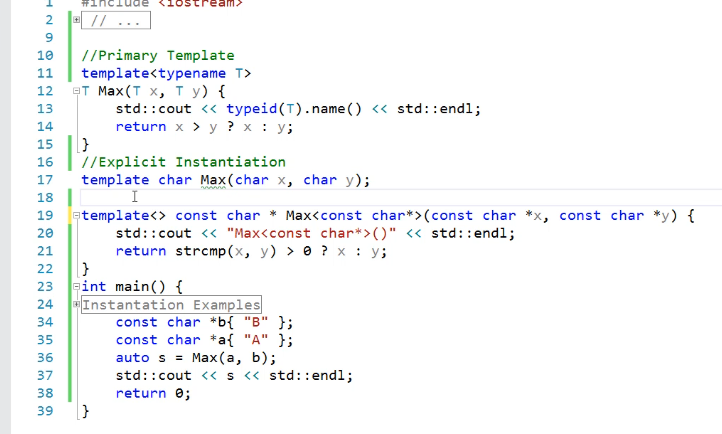 1 #include <iostream>
2 // ...
9
10 //Primary Template
11 template<typename T>
12 T Max(T x, T y) {
13     std::cout << typeid(T).name() << std::endl;
14     return x > y ? x : y;
15 }
16 //Explicit Instantiation
17 template char Max(char x, char y);
18
19 template<> const char * Max<const char*>(const char *x, const char *y) {
20     std::cout << "Max<const char*>()" << std::endl;
21     return strcmp(x, y) > 0 ? x : y;
22 }
23 int main() {
24 Instantation Examples
34     const char *b{ "B" };
35     const char *a{ "A" };
36     auto s = Max(a, b);
37     std::cout << s << std::endl;
38     return 0;
39 }